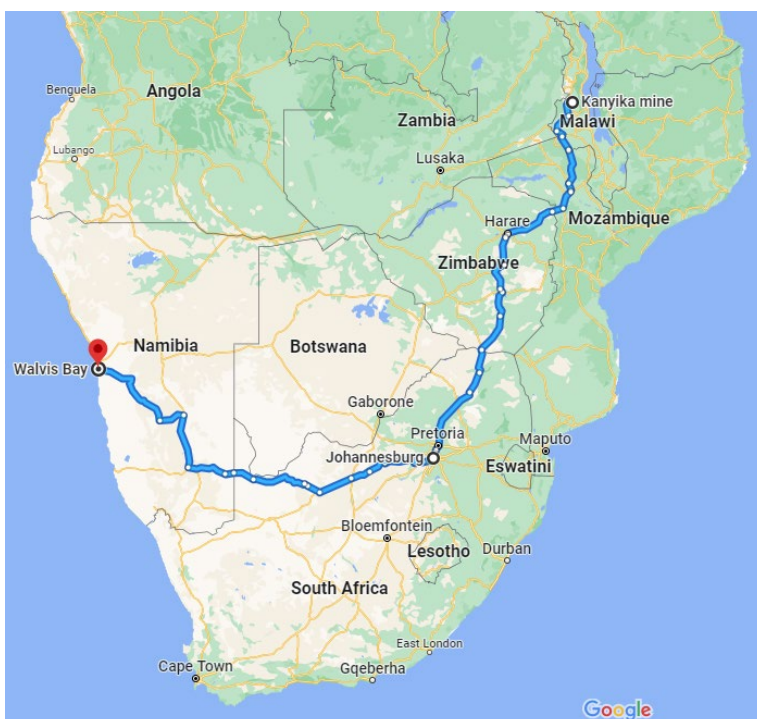 Benguela
Angola
Kanyika mine
Zambia
Malawi
Lubango
Lusaka
Mozambique
Harare
Zimbabwe
Namibia
Botswana
Walvis Bay
Gaborone
Pretoria
Maputo
Johannesburg
Eswatini
Bloemfontein
Lesotho
Durban
South Africa
East London
Cape Town
Gqeberha
Google